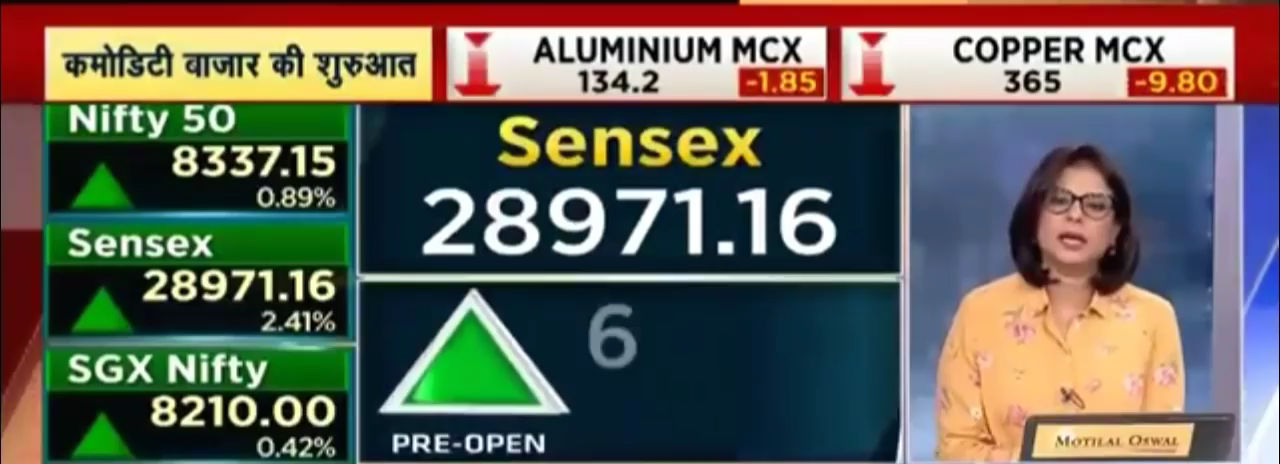 कमोडिटी बाजार की शुरुआत
ALUMINIUM MCX
134.2 -1.85
COPPER MCX
365 -9.80
Nifty 50
8337.15
0.89%
Sensex
28971.16
2.41%
SGX Nifty
8210.00
0.42%
Sensex
28971.16
6
PRE-OPEN
MOTILAL OSWAL